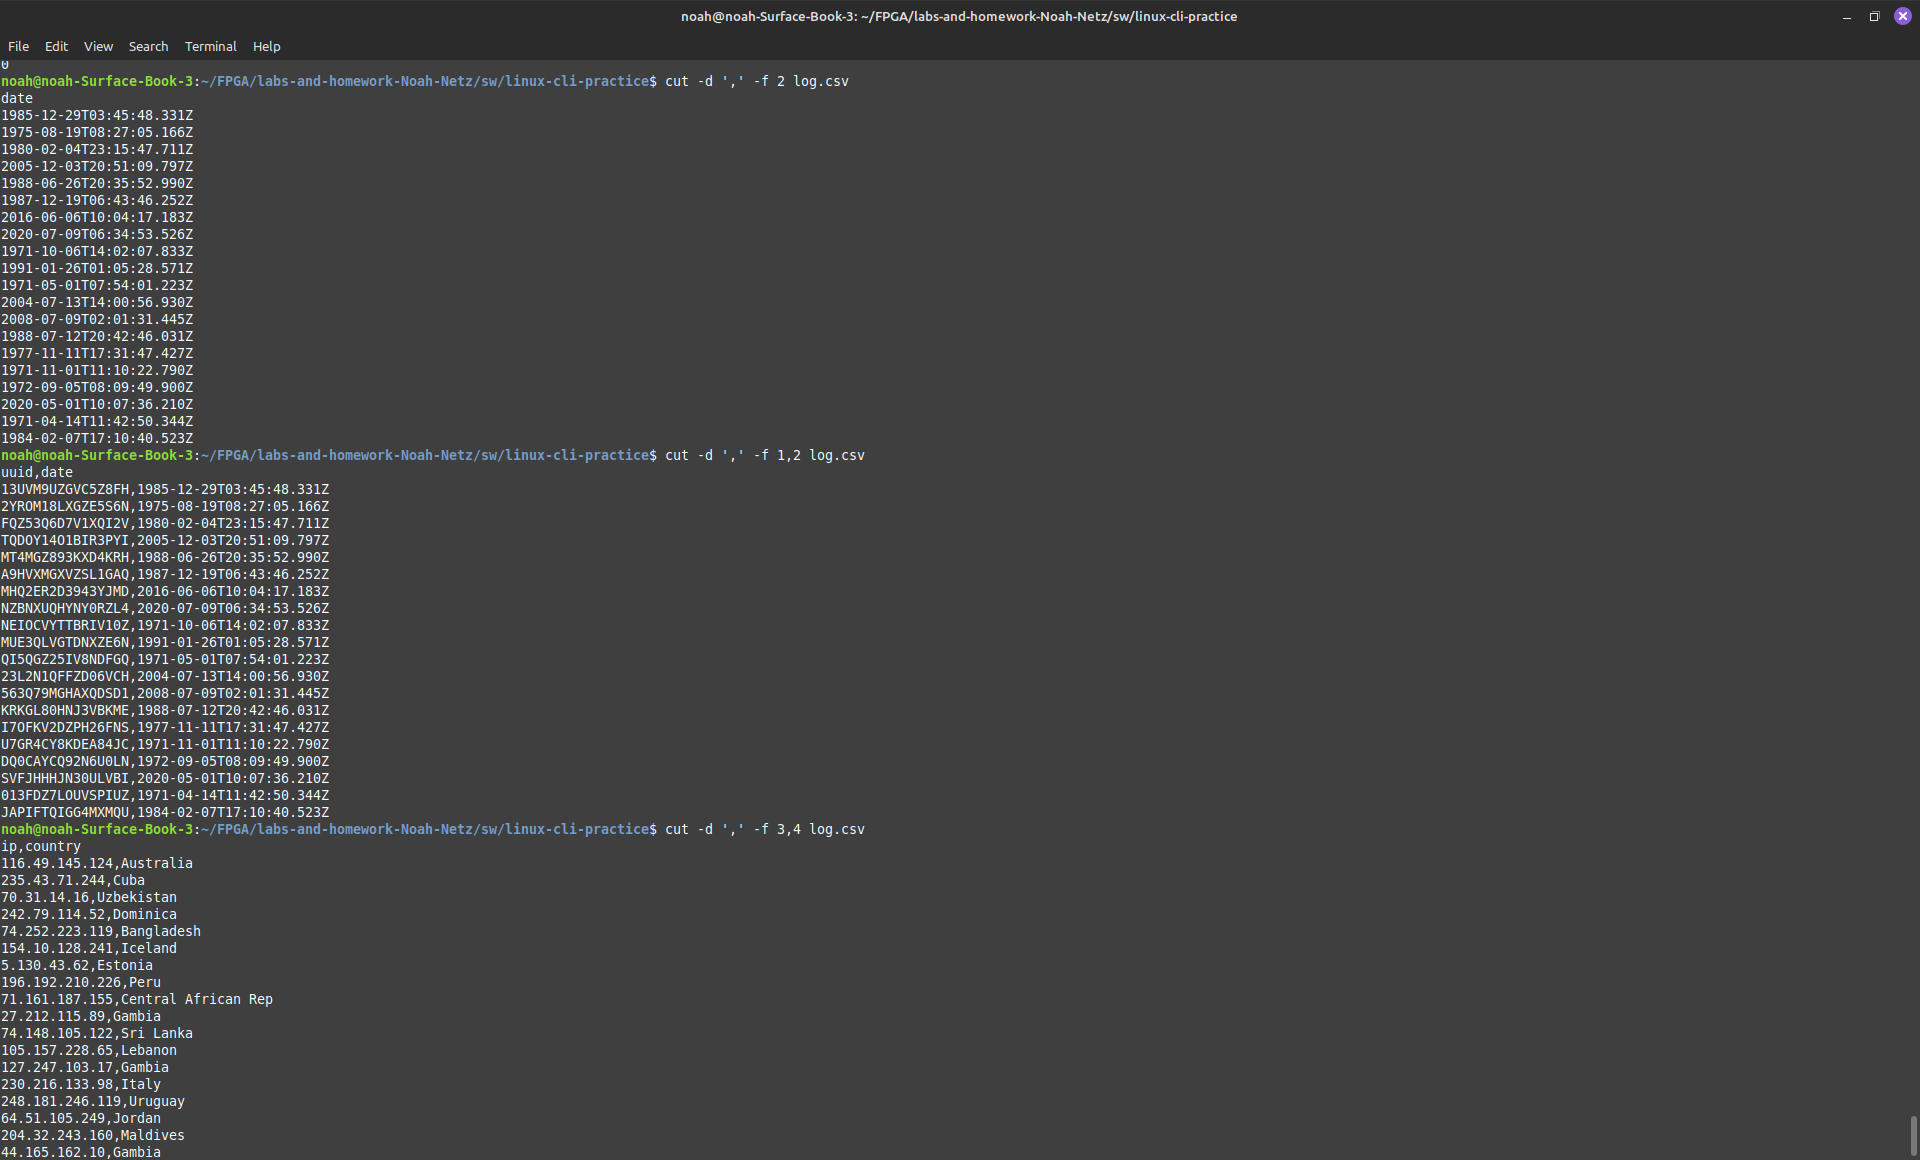 noah@noah-Surface-Book-3: ~/FPGA/labs-and-homework-Noah-Netz/sw/linux-cli-practice
File Edit View Search Terminal Help
0
noah@noah-Surface-Book-3:~/FPGA/labs-and-homework-Noah-Netz/sw/linux-cli-practice$ cut -d ',' -f 2 log.csv
date
1985-12-29T03:45:48.331Z
1975-08-19T08:27:05.166Z
1980-02-04T23:15:47.711Z
2005-12-03T20:51:09.797Z
1988-06-26T20:35:52.990Z
1987-12-19T06:43:46.252Z
2016-06-06T10:04:17.183Z
2020-07-09T06:34:53.526Z
1971-10-06T14:02:07.833Z
1991-01-26T01:05:28.571Z
1971-05-01T07:54:01.223Z
2004-07-13T14:00:56.930Z
2008-07-09T02:01:31.445Z
1988-07-12T20:42:46.031Z
1977-11-11T17:31:47.427Z
1971-11-01T11:10:22.790Z
1972-09-05T08:09:49.900Z
2020-05-01T10:07:36.210Z
1971-04-14T11:42:50.344Z
1984-02-07T17:10:40.523Z
noah@noah-Surface-Book-3:~/FPGA/labs-and-homework-Noah-Netz/sw/linux-cli-practice$ cut -d ',' -f 1,2 log.csv
uuid,date
13UVM9UZGVC5Z8FH,1985-12-29T03:45:48.331Z
2YROM18LXGZE5S6N,1975-08-19T08:27:05.166Z
FQZ53Q6D7V1XQI2V,1980-02-04T23:15:47.711Z
TQDOY14O1BIR3PYI,2005-12-03T20:51:09.797Z
MT4MGZ893KXD4KRH,1988-06-26T20:35:52.990Z
A9HVXMGXVZSL1GAQ,1987-12-19T06:43:46.252Z
MHQ2ER2D3943YJMD,2016-06-06T10:04:17.183Z
NZBNXUQHYNY0RZL4,2020-07-09T06:34:53.526Z
NEIOCVYTTBRIV10Z,1971-10-06T14:02:07.833Z
MUE3QLVGTDNXZE6N,1991-01-26T01:05:28.571Z
QI5QGZ25IV8NDFGQ,1971-05-01T07:54:01.223Z
23L2N1QFFZD06VCH,2004-07-13T14:00:56.930Z
563Q79MGHAXQDSD1,2008-07-09T02:01:31.445Z
KRKGL80HNJ3VBKME,1988-07-12T20:42:46.031Z
I7OFKV2DZPH26FNS,1977-11-11T17:31:47.427Z
U7GR4CY8KDEA84JC,1971-11-01T11:10:22.790Z
DQ0CAYCQ92N6U0LN,1972-09-05T08:09:49.900Z
SVFJHHHJN30ULVBI,2020-05-01T10:07:36.210Z
013FDZ7LOUVSPIUZ,1971-04-14T11:42:50.344Z
JAPIFTQIGG4MXMQU,1984-02-07T17:10:40.523Z
noah@noah-Surface-Book-3:~/FPGA/labs-and-homework-Noah-Netz/sw/linux-cli-practice$ cut -d ',' -f 3,4 log.csv
ip,country
116.49.145.124,Australia
235.43.71.244,Cuba
70.31.14.16,Uzbekistan
242.79.114.52,Dominica
74.252.223.119,Bangladesh
154.10.128.241,Iceland
5.130.43.62,Estonia
196.192.210.226,Peru
71.161.187.155,Central African Rep
27.212.115.89,Gambia
74.148.105.122,Sri Lanka
105.157.228.65,Lebanon
127.247.103.17,Gambia
230.216.133.98,Italy
248.181.246.119,Uruguay
64.51.105.249,Jordan
204.32.243.160,Maldives
44.165.162.10,Gambia